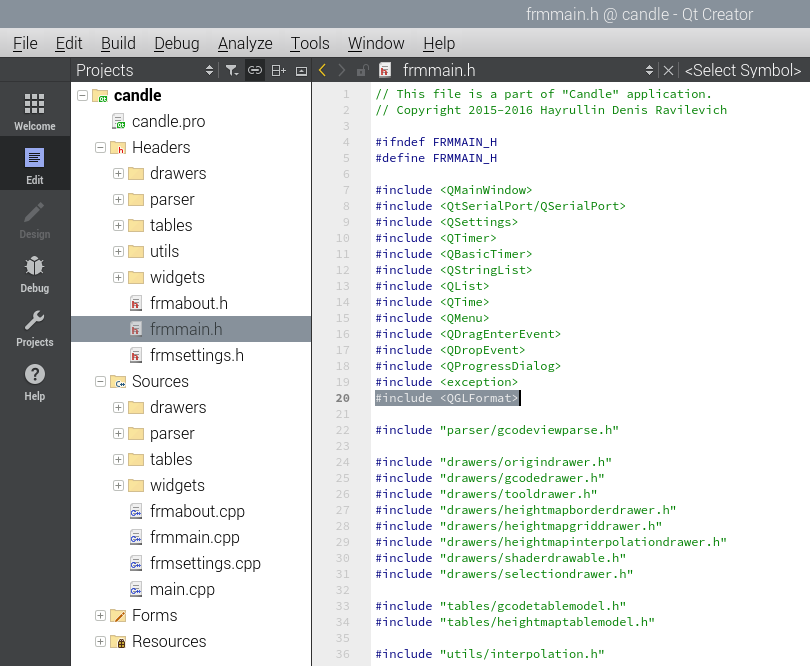 frmmain.h @ candle - Qt Creator
File Edit Build Debug Analyze Tools Window Help
Projects
frmmain.h
<Select Symbol>
Welcome
Edit
Design
Debug
Projects
Help
candle
candle.pro
Headers
drawers
parser
tables
utils
widgets
frmabout.h
frmmain.h
frmsettings.h
Sources
drawers
parser
tables
widgets
frmabout.cpp
frmmain.cpp
frmsettings.cpp
main.cpp
Forms
Resources
1 // This file is a part of "Candle" application.
2 // Copyright 2015-2016 Hayrullin Denis Ravilevich
3
4 #ifndef FRMMAIN_H
5 #define FRMMAIN_H
6
7 #include <QMainWindow>
8 #include <QtSerialPort/QSerialPort>
9 #include <QSettings>
10 #include <QTimer>
11 #include <QBasicTimer>
12 #include <QStringList>
13 #include <QList>
14 #include <QTime>
15 #include <QMenu>
16 #include <QDragEnterEvent>
17 #include <QDropEvent>
18 #include <QProgressDialog>
19 #include <exception>
20 #include <QGLFormat>
21
22 #include "parser/gcodeviewparse.h"
23
24 #include "drawers/origindrawer.h"
25 #include "drawers/gcodedrawer.h"
26 #include "drawers/tooldrawer.h"
27 #include "drawers/heightmapborderdrawer.h"
28 #include "drawers/heightmapgriddrawer.h"
29 #include "drawers/heightmapinterpolationdrawer.h"
30 #include "drawers/shaderdrawable.h"
31 #include "drawers/selectiondrawer.h"
32
33 #include "tables/gcodetablemodel.h"
34 #include "tables/heightmaptablemodel.h"
35
36 #include "utils/interpolation.h"